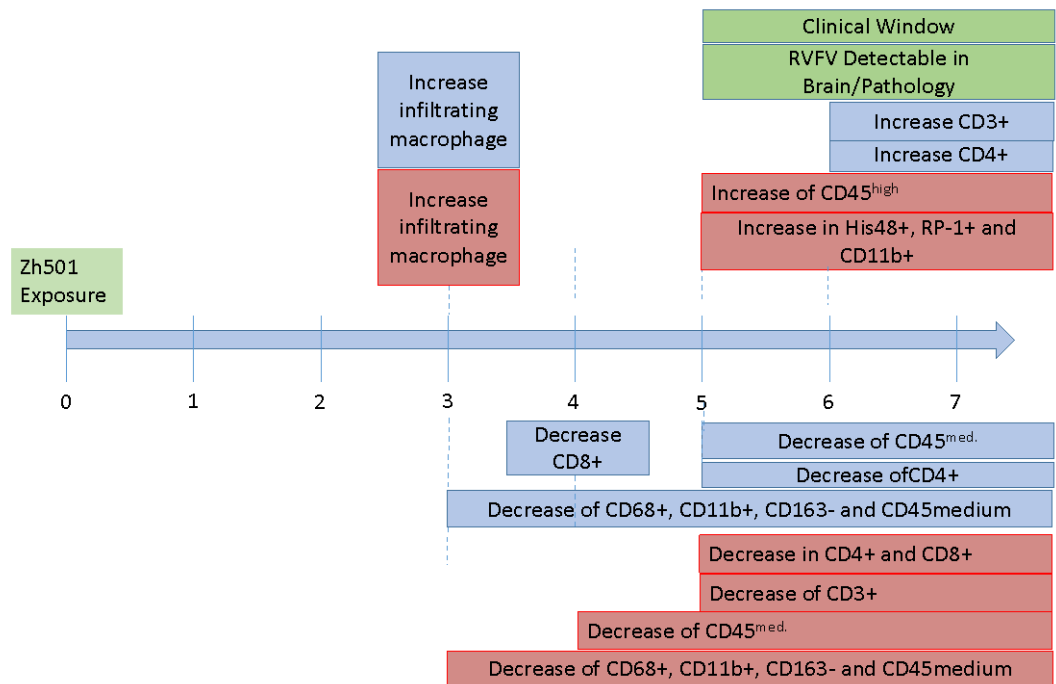 Clinical Window
RVFV Detectable in
Brain/Pathology
Increase
infiltrating
macrophage
Increase CD3+
Increase CD4+
Increase
infiltrating
macrophage
Increase of CD45high
Increase in His48+, RP-1+ and
CD11b+
Zh501
Exposure
0 1 2 3 4 5 6 7
Decrease
CD8+
Decrease of CD45med.
Decrease ofCD4+
Decrease of CD68+, CD11b+, CD163- and CD45medium
Decrease in CD4+ and CD8+
Decrease of CD3+
Decrease of CD45med.
Decrease of CD68+, CD11b+, CD163- and CD45medium